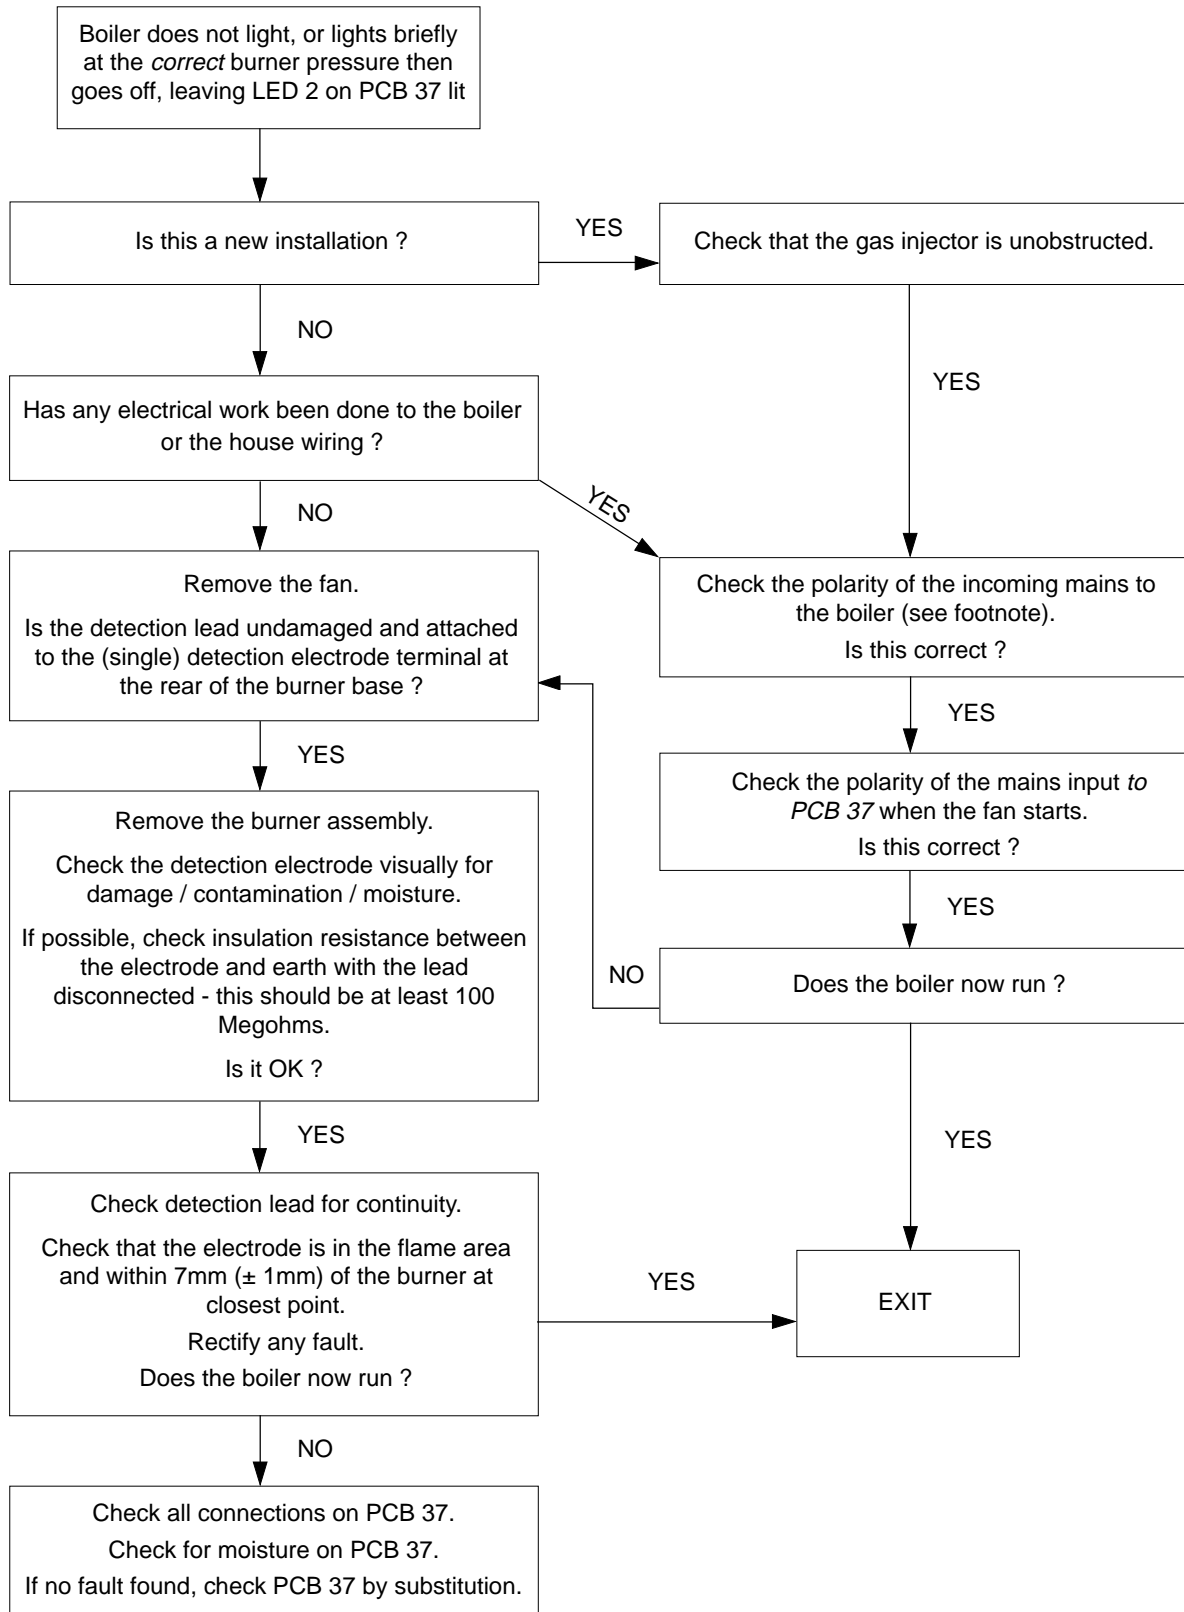 Boiler does not light, or lights briefly
at the correct burner pressure then
goes off, leaving LED 2 on PCB 37 lit
Is this a new installation ?
YES
Check that the gas injector is unobstructed.
NO
YES
Has any electrical work been done to the boiler
or the house wiring ?
YES
NO
Remove the fan.
Is the detection lead undamaged and attached
to the (single) detection electrode terminal at
the rear of the burner base ?
Check the polarity of the incoming mains to
the boiler (see footnote).
Is this correct ?
YES
YES
Remove the burner assembly.
Check the detection electrode visually for
damage / contamination / moisture.
If possible, check insulation resistance between
the electrode and earth with the lead
disconnected - this should be at least 100
Megohms.
Is it OK ?
Check the polarity of the mains input to
PCB 37 when the fan starts.
Is this correct ?
YES
NO
Does the boiler now run ?
YES
YES
Check detection lead for continuity.
Check that the electrode is in the flame area
and within 7mm (± 1mm) of the burner at
closest point.
Rectify any fault.
Does the boiler now run ?
YES
EXIT
NO
Check all connections on PCB 37.
Check for moisture on PCB 37.
If no fault found, check PCB 37 by substitution.